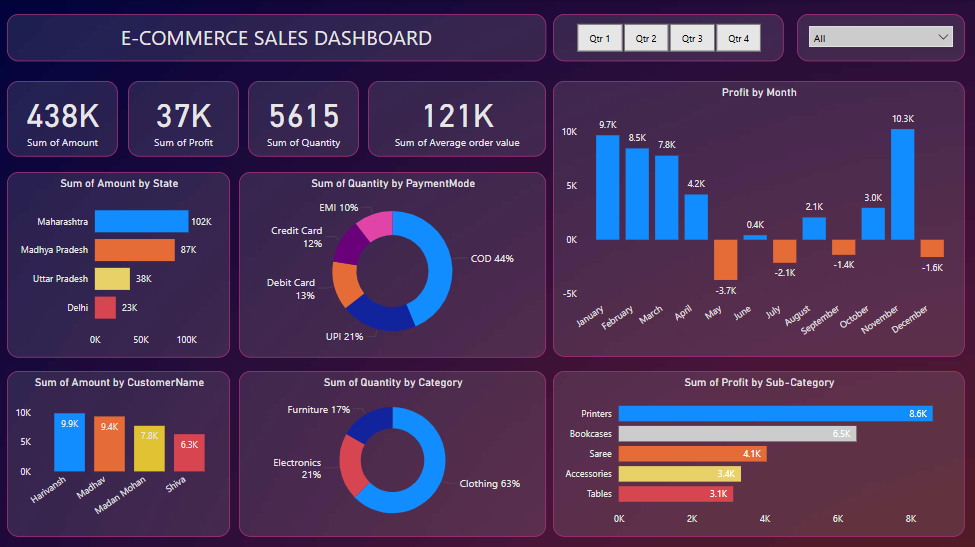 E-COMMERCE SALES DASHBOARD
Qtr 1
Qtr 2
Qtr 3
Qtr 4
All
438K
Sum of Amount
37K
Sum of Profit
5615
Sum of Quantity
121K
Sum of Average order value
Profit by Month
10K
5K
0K
-5K
9.7K
8.5K
7.8K
4.2K
-3.7K
0.4K
-2.1K
2.1K
-1.4K
3.0K
10.3K
-1.6K
January
February
March
April
May
June
July
August
September
October
November
December
Sum of Amount by State
Maharashtra
102K
Madhya Pradesh
87K
Uttar Pradesh
38K
Delhi
23K
0K
50K
100K
Sum of Quantity by PaymentMode
EMI 10%
Credit Card
12%
Debit Card
13%
UPI 21%
COD 44%
Sum of Amount by CustomerName
10K
5K
0K
9.9K
9.4K
7.8K
6.3K
Harivansh
Madhav
Madan Mohan
Shiva
Sum of Quantity by Category
Furniture 17%
Electronics
21%
Clothing 63%
Sum of Profit by Sub-Category
Printers
8.6K
Bookcases
6.5K
Saree
4.1K
Accessories
3.4K
Tables
3.1K
0K
2K
4K
6K
8K